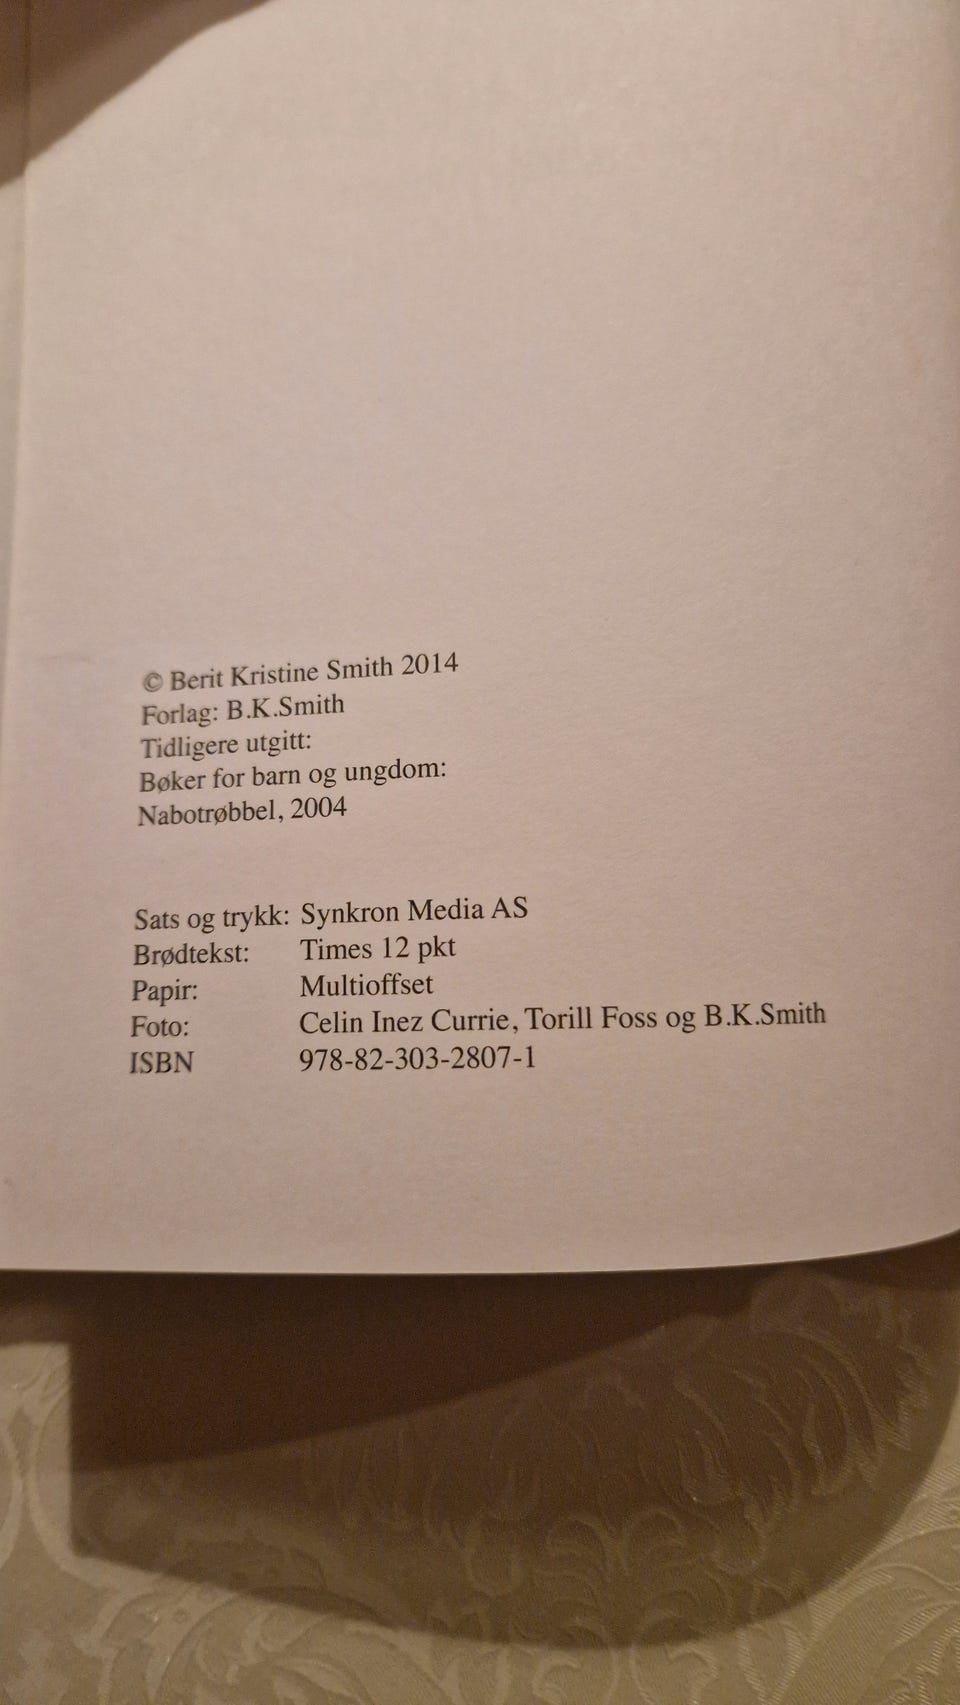 © Berit Kristine Smith 2014
Forlag: B.K.Smith
Tidligere utgitt:
Bøker for barn og ungdom:
Nabotrøbbel, 2004
Sats og trykk: Synkron Media AS
Brødtekst: Times 12 pkt
Papir: Multioffset
Foto: Celin Inez Currie, Torill Foss og B.K.Smith
ISBN 978-82-303-2807-1